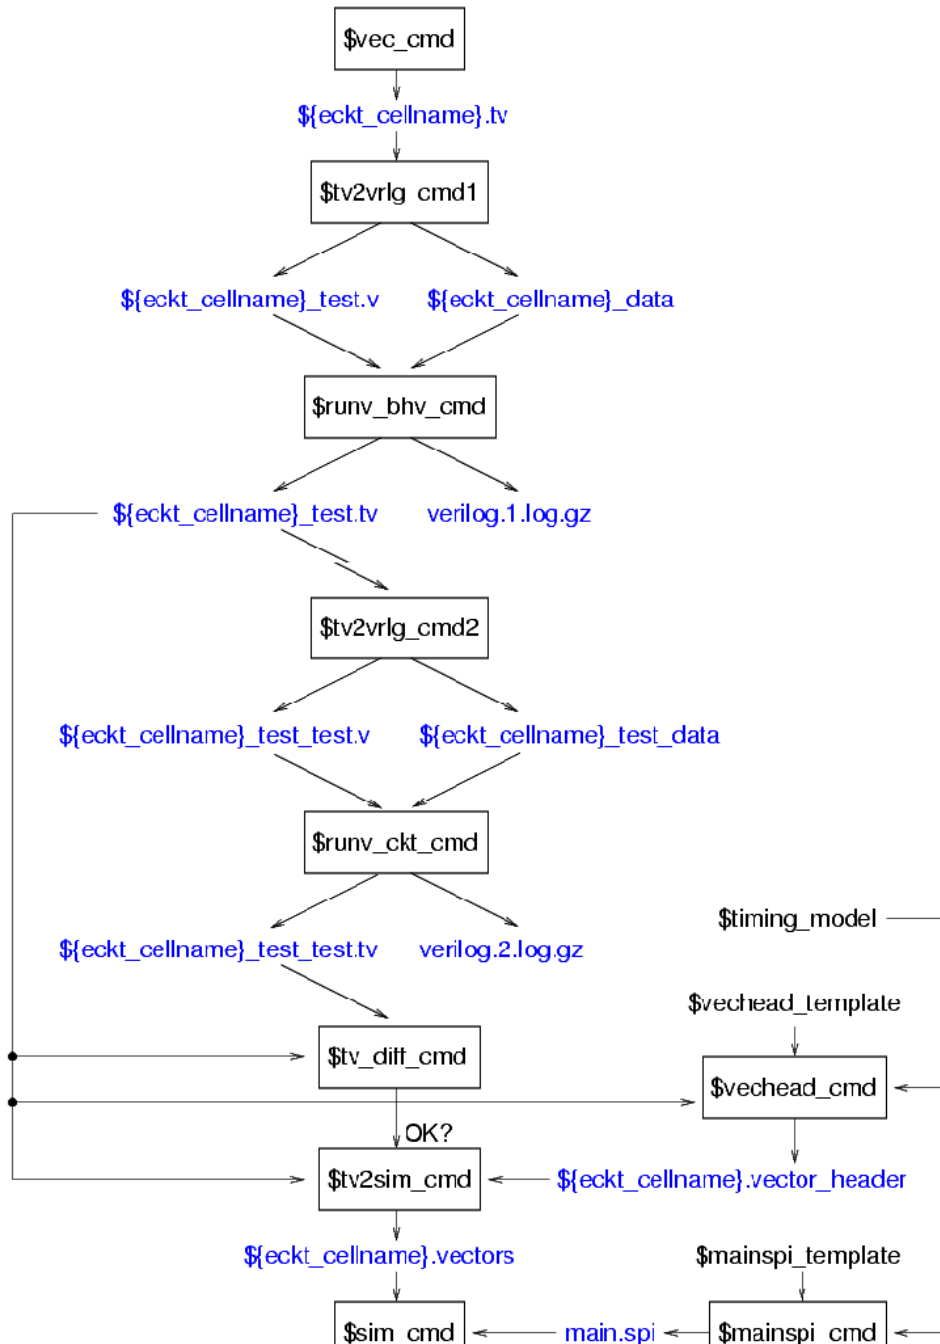 $vec_cmd
${eckt_cellname}.tv
$tv2vrlg_cmd1
${eckt_cellname}_test.v ${eckt_cellname}_data
$runv_bhv_cmd
${eckt_cellname}_test.tv verilog.1.log.gz
$tv2vrlg_cmd2
${eckt_cellname}_test_test.v ${eckt_cellname}_test_data
$runv_ckt_cmd
$timing_model
${eckt_cellname}_test_test.tv verilog.2.log.gz
$vechead_template
$tv_diff_cmd
$vechead_cmd
OK?
$tv2sim_cmd ${eckt_cellname}.vector_header
${eckt_cellname}.vectors $mainspi_template
$sim_cmd main.spi $mainspi_cmd